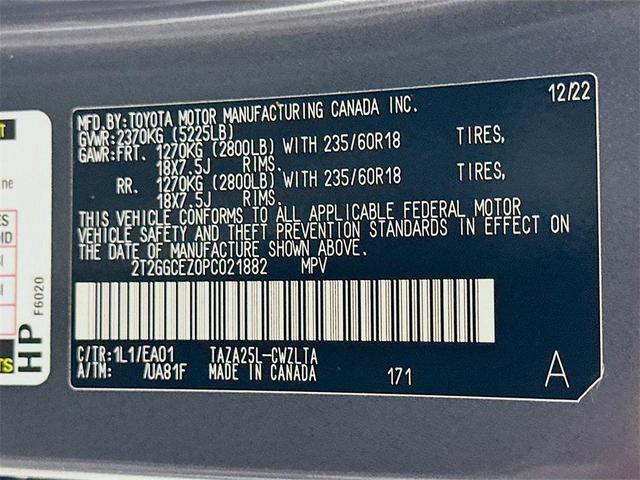 12/22
MFD.BY:TOYOTA MOTOR MANUFACTURING CANADA INC.
GVWR:2370KG (5225LB)
GAWR:FRT. 1270KG (2800LB) WITH 235/60R18 TIRES,
18X7.5J RIMS.
RR. 1270KG (2800LB) WITH 235/60R18 TIRES,
18X7.5J RIMS.
THIS VEHICLE CONFORMS TO ALL APPLICABLE FEDERAL MOTOR
VEHICLE SAFETY AND THEFT PREVENTION STANDARDS IN EFFECT ON
THE DATE OF MANUFACTURE SHOWN ABOVE.
2T2GGCEZ0PC021882 MPV
C/TR:1L1/EA01 TAZA25L-CWZLTA
A/TM: /UA81F MADE IN CANADA 171 A
F6020
HP